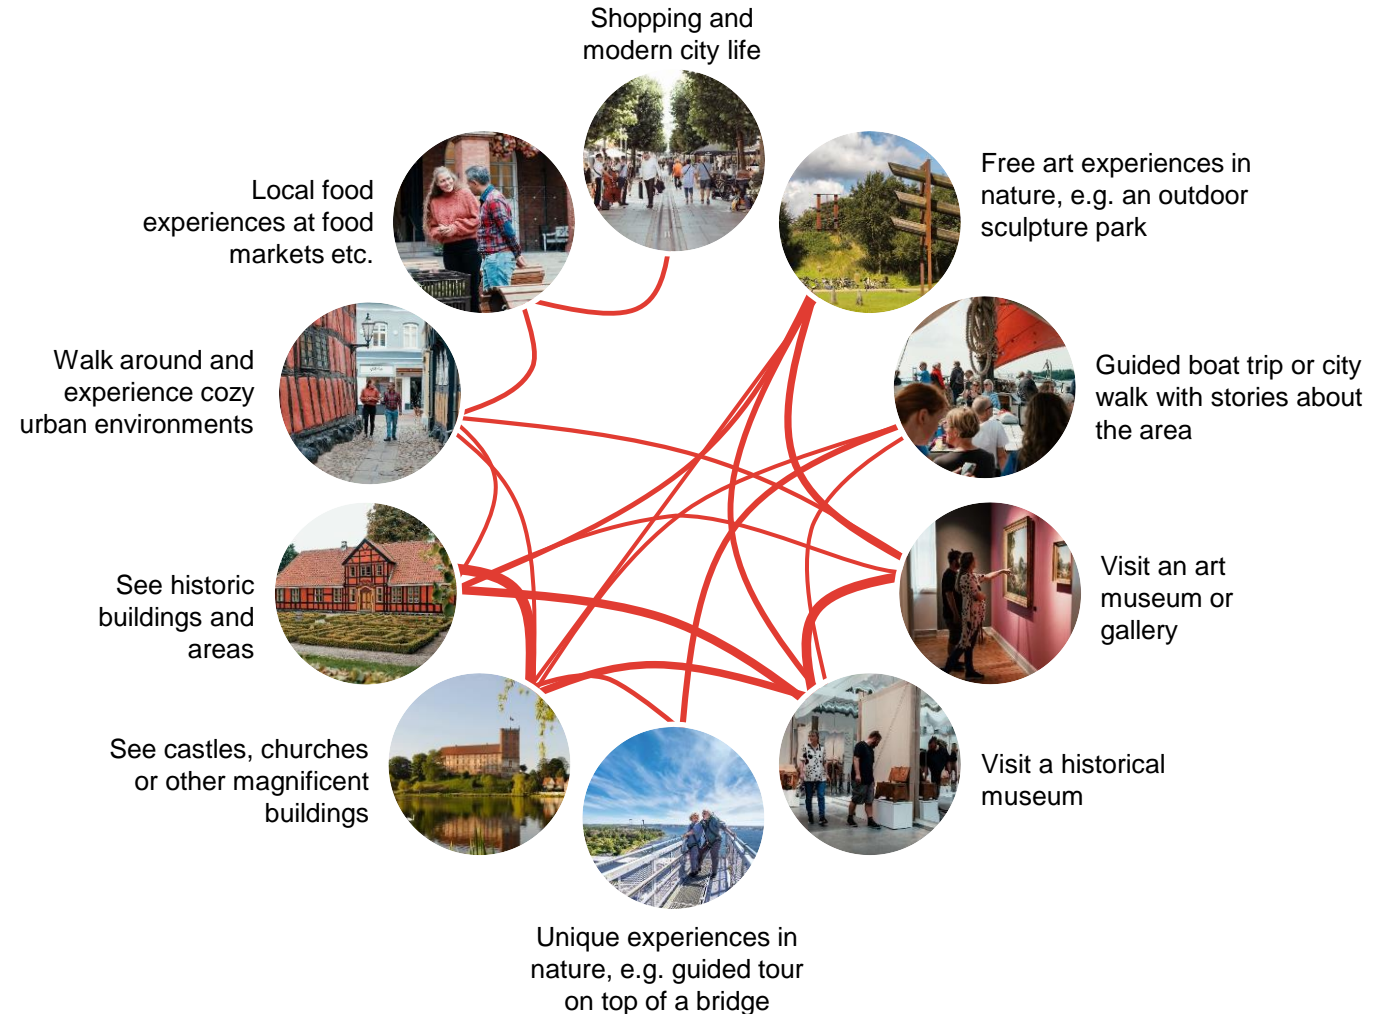 Shopping and
modern city life
Free art experiences in
nature, e.g. an outdoor
sculpture park
Local food
experiences at food
markets etc.
Walk around and
experience cozy
urban environments
Guided boat trip or city
walk with stories about
the area
See historic
buildings and
areas
Visit an art
museum or
gallery
See castles, churches
or other magnificent
buildings
Visit a historical
museum
Unique experiences in
nature, e.g. guided tour
on top of a bridge